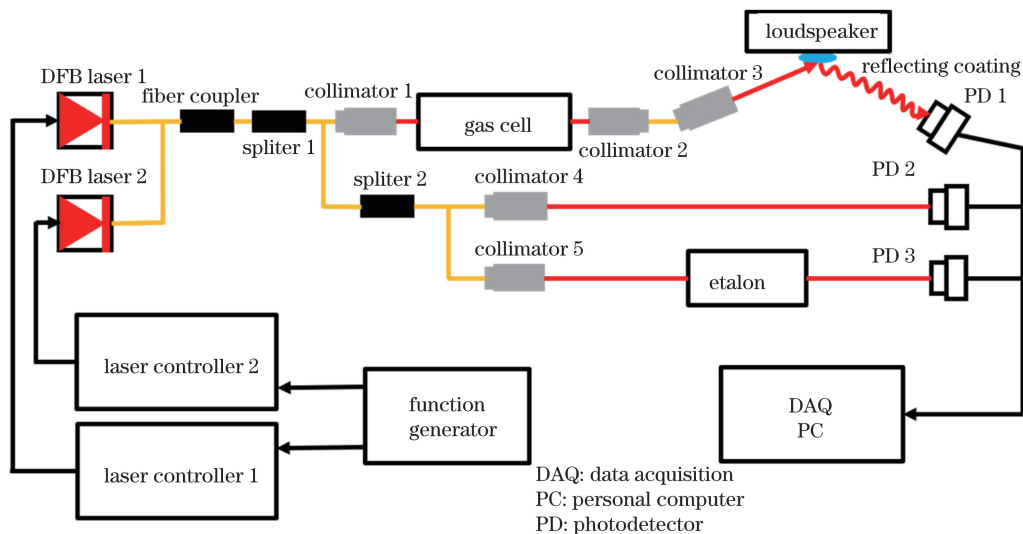 loudspeaker
DFB laser 1
collimator 3
reflecting coating
fiber coupler
collimator 1
PD 1
gas cell
spliter 1
collimator 2
DFB laser 2
spliter 2
collimator 4
PD 2
collimator 5
PD 3
etalon
laser controller 2
function
generator
DAQ
PC
laser controller 1
DAQ: data acquisition
PC: personal computer
PD: photodetector